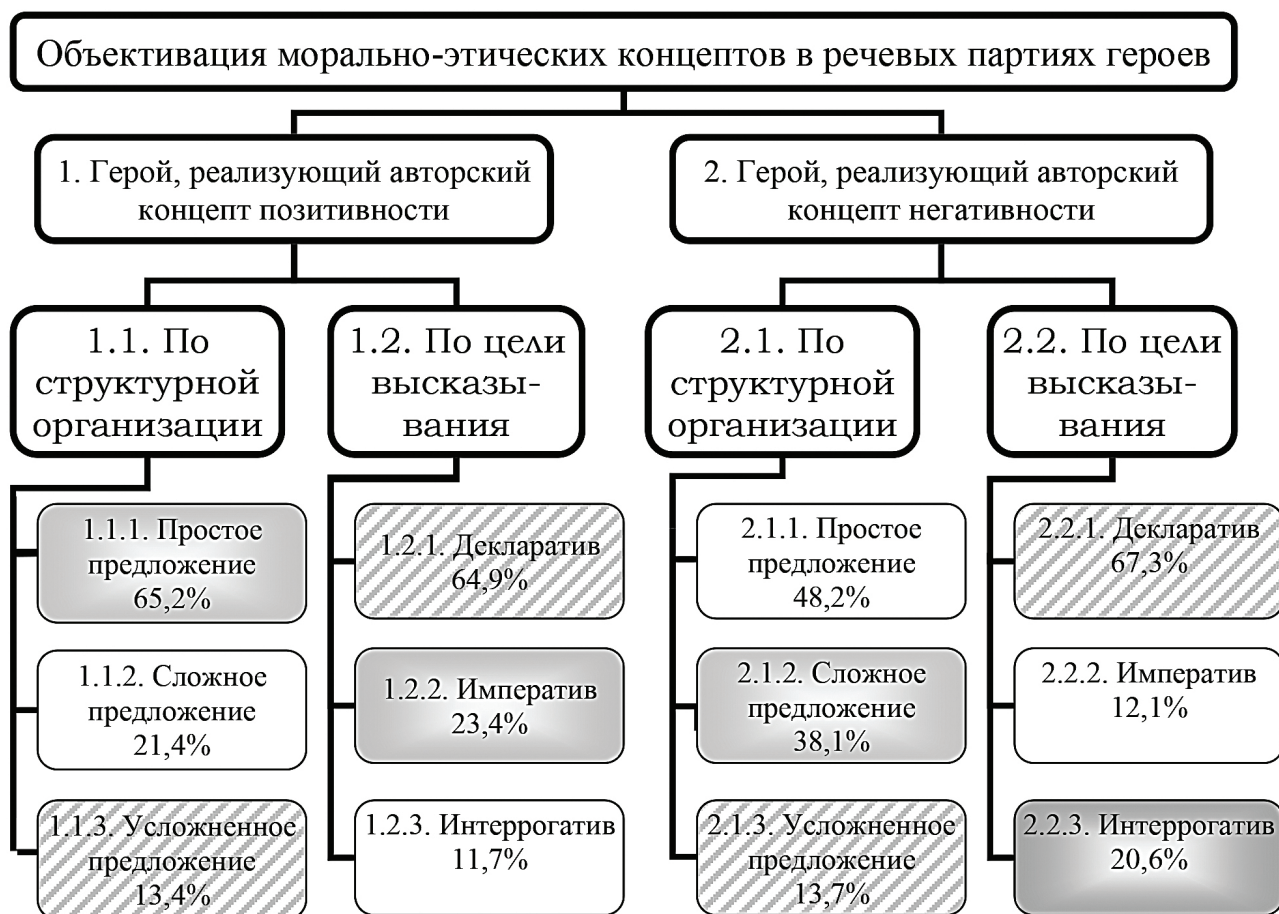 Объективация морально-этических концептов в речевых партиях героев
1. Герой, реализующий авторский
концепт позитивности
2. Герой, реализующий авторский
концепт негативности
1.1. По
структурной
организации
1.2. По цели
высказы-
вания
2.1. По
структурной
организации
2.2. По цели
высказы-
вания
1.1.1. Простое
предложение
65,2%
1.1.2. Сложное
предложение
21,4%
1.1.3. Усложненное
предложение
13,4%
1.2.1. Декларатив
64,9%
1.2.2. Императив
23,4%
1.2.3. Интеррогатив
11,7%
2.1.1. Простое
предложение
48,2%
2.1.2. Сложное
предложение
38,1%
2.1.3. Усложненное
предложение
13,7%
2.2.1. Декларатив
67,3%
2.2.2. Императив
12,1%
2.2.3. Интеррогатив
20,6%